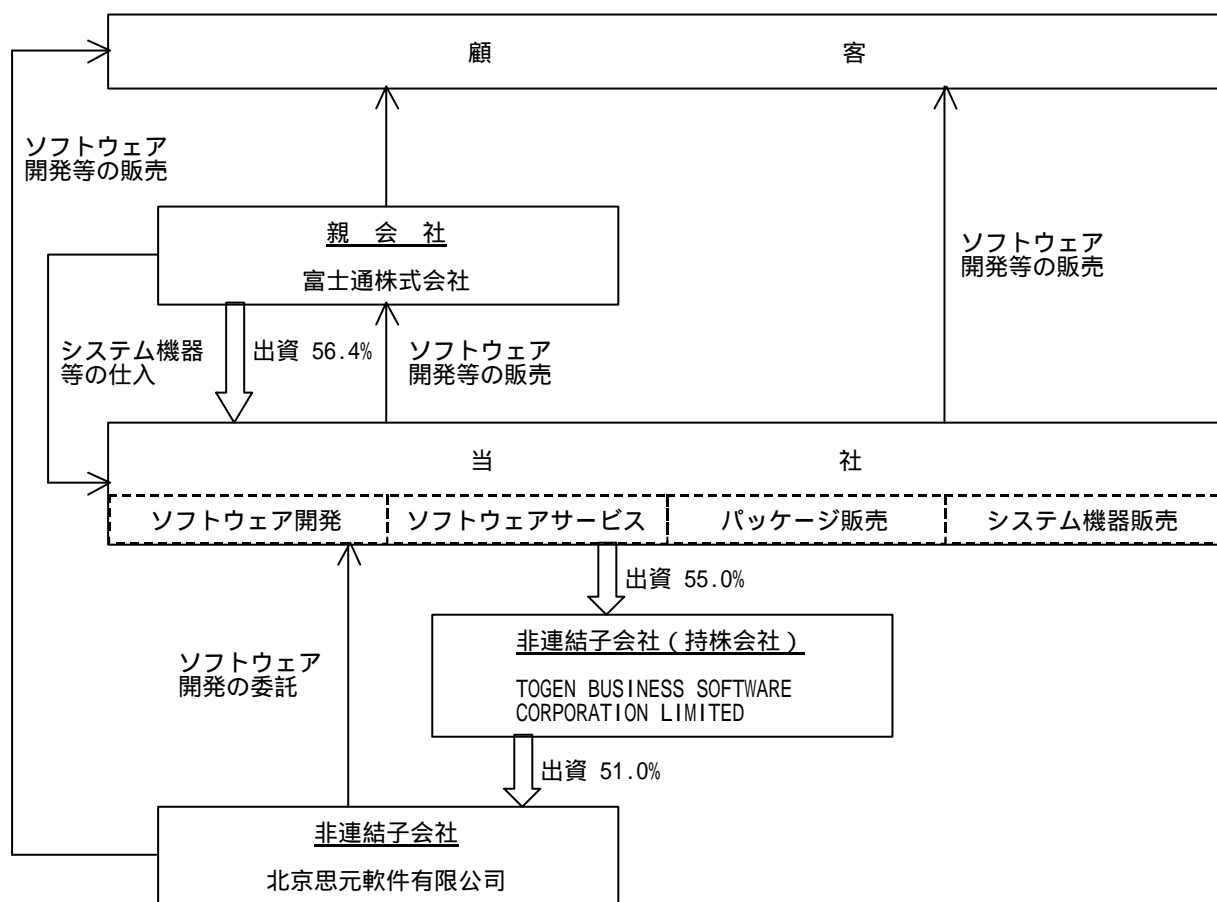 顧 客
ソフトウェア
開発等の販売
親 会 社
富士通株式会社
ソフトウェア
開発等の販売
システム機器
等の仕入
出資 56.4%
ソフトウェア
開発等の販売
当 社
ソフトウェア開発
ソフトウェアサービス
パッケージ販売
システム機器販売
出資 55.0%
非連結子会社(持株会社)
TOGEN BUSINESS SOFTWARE
CORPORATION LIMITED
ソフトウェア
開発の委託
出資 51.0%
非連結子会社
北京思元軟件有限公司